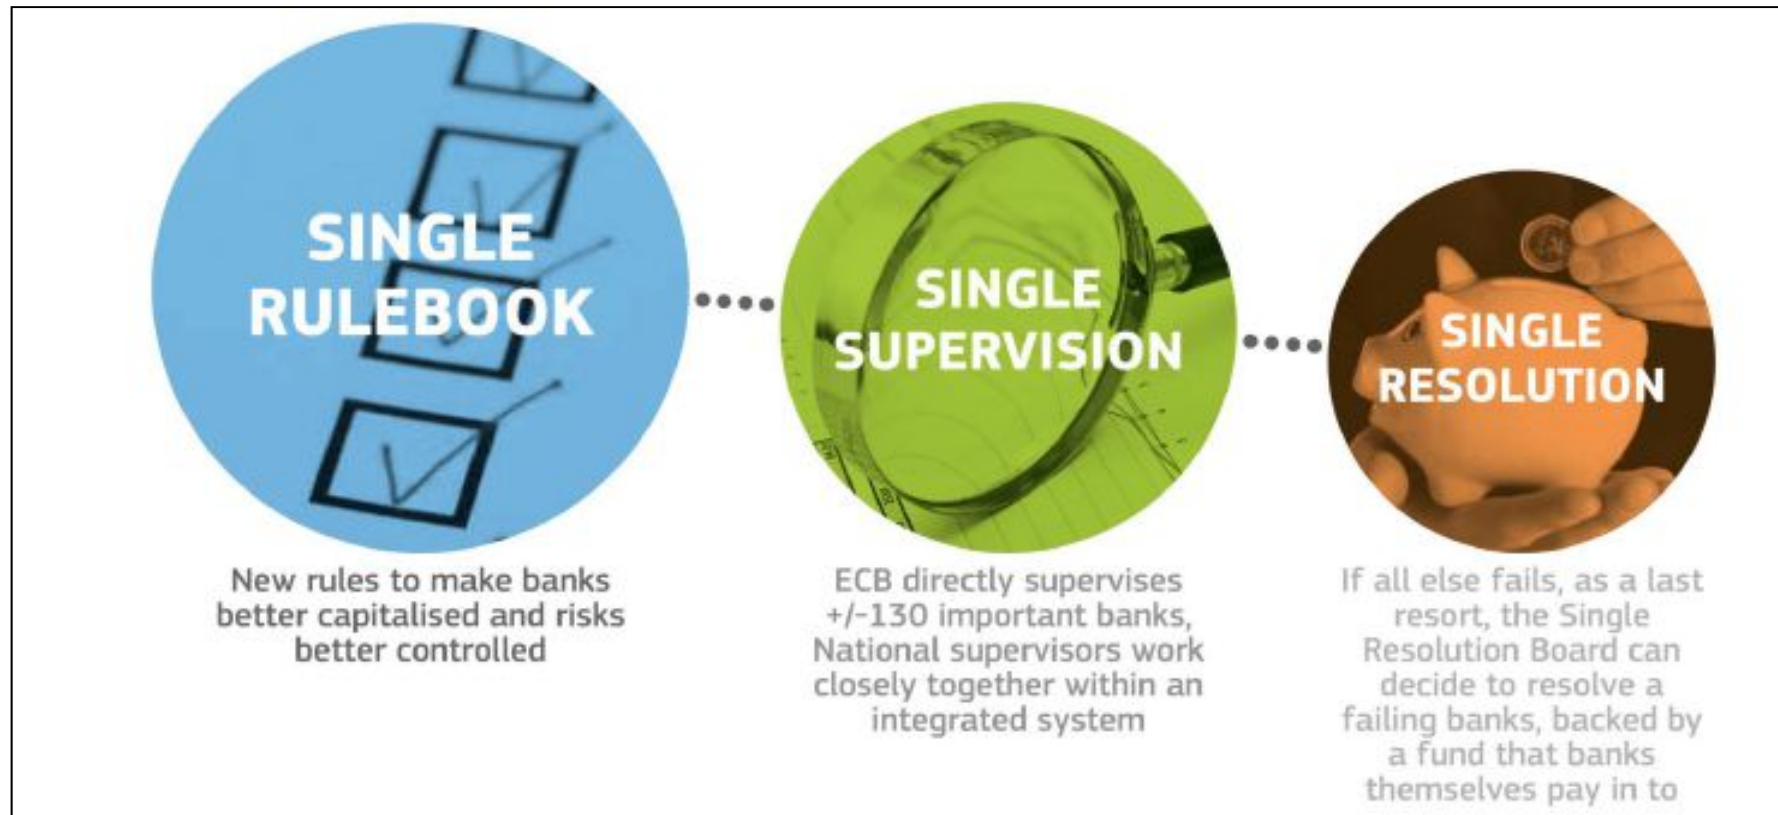 SINGLE
RULEBOOK
New rules to make banks
better capitalised and risks
better controlled
SINGLE
SUPERVISION
ECB directly supervises
+/-130 important banks,
National supervisors work
closely together within an
integrated system
SINGLE
RESOLUTION
If all else fails, as a last
resort, the Single
Resolution Board can
decide to resolve a
failing banks, backed by
a fund that banks
themselves pay in to